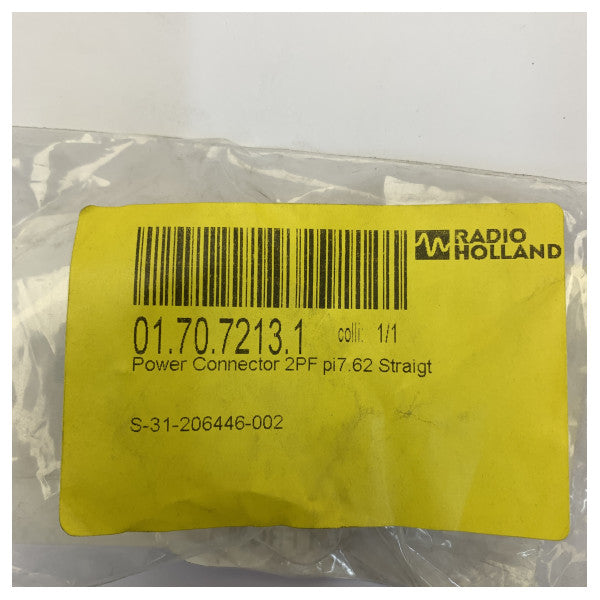 RADIO
HOLLAND
01.70.7213.1 colli: 1/1
Power Connector 2PF pi7.62 Straigt
S-31-206446-002